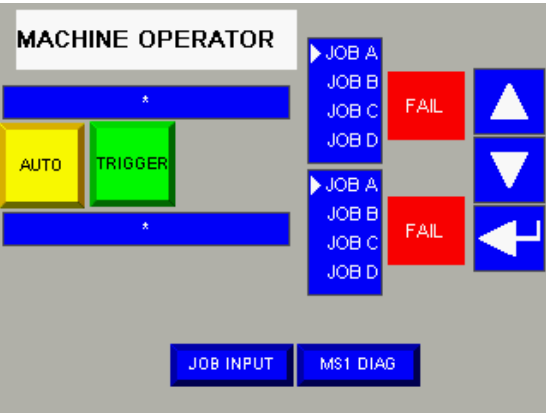 MACHINE OPERATOR
*
AUTO
TRIGGER
*
JOB A
JOB B
JOB C
JOB D
FAIL
JOB A
JOB B
JOB C
JOB D
FAIL
JOB INPUT
MS1 DIAG